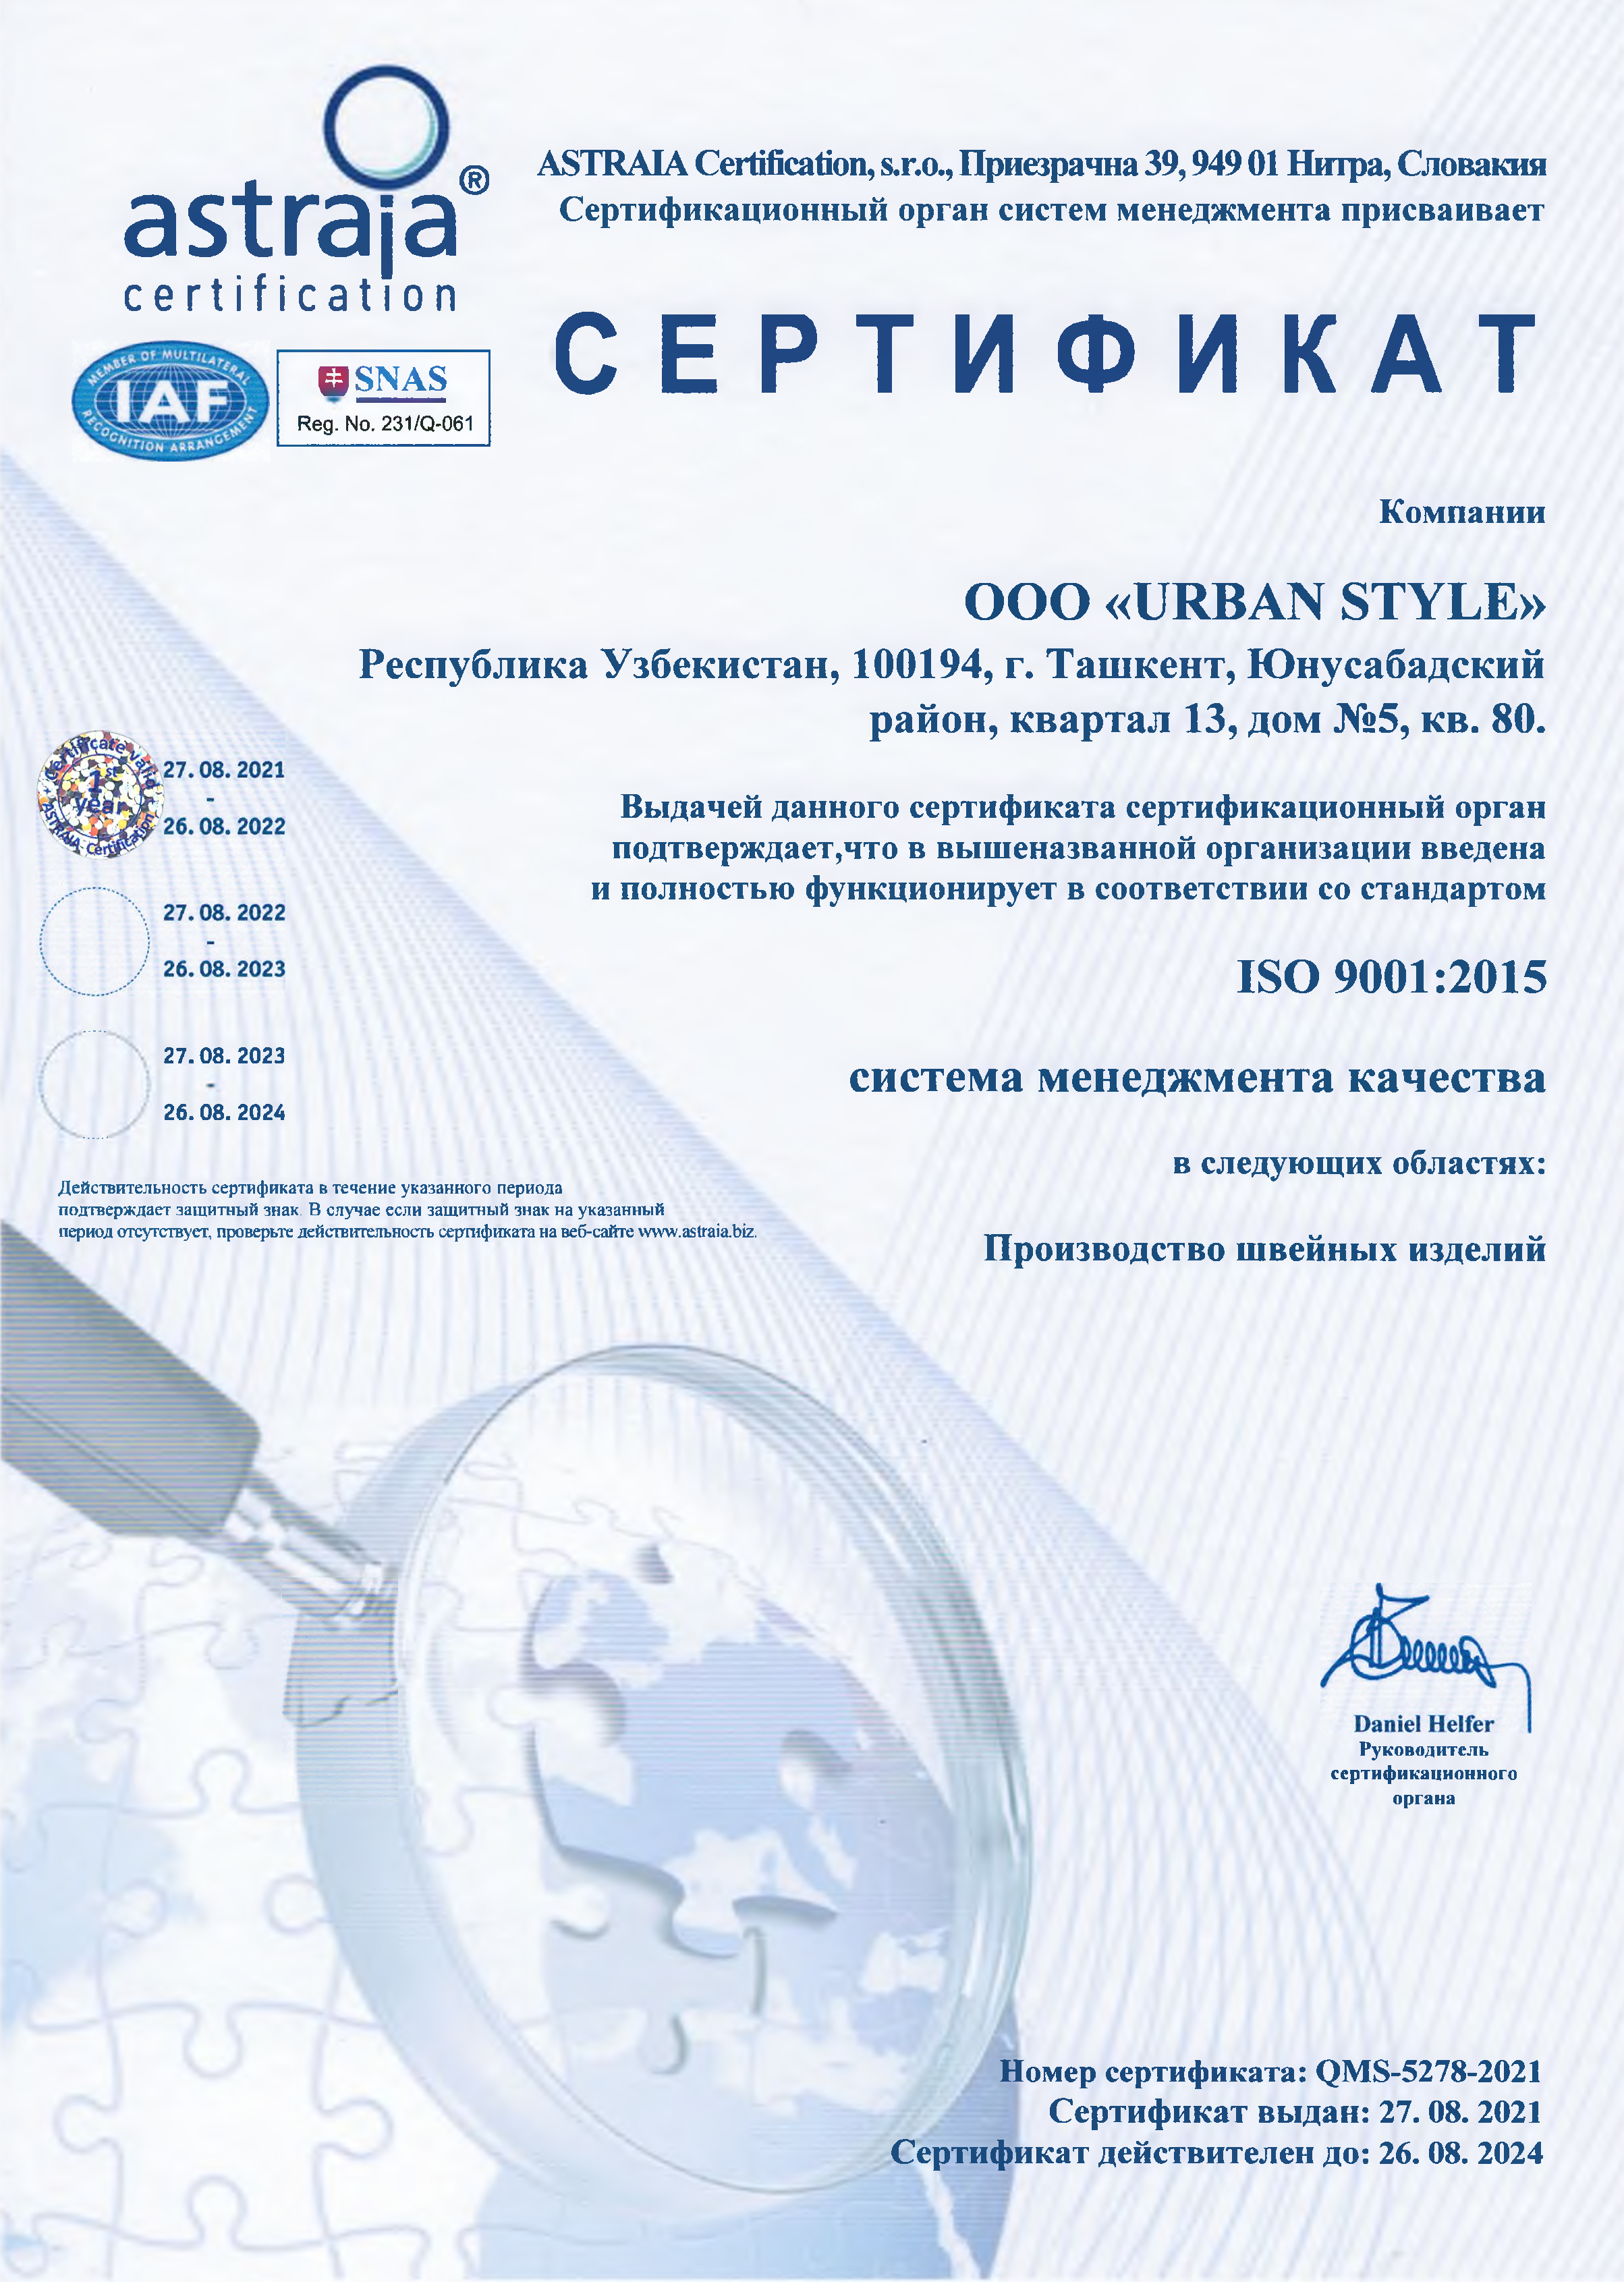 astraia®
certification
MEMBER OF MULTILATERAL
IAF
RECOGNITION ARRANGEMENT
SNAS
Reg. No. 231/Q-061
ASTRAIA Certification, s.r.o., Приезрачна 39, 949 01 Нитра, Словакия
Сертификационный орган систем менеджмента присваивает
СЕРТИФИКАТ
Компании
ООО «URBAN STYLE»
Республика Узбекистан, 100194, г. Ташкент, Юнусабадский
район, квартал 13, дом №5, кв. 80.
Выдачей данного сертификата сертификационный орган
подтверждает,что в вышеназванной организации введена
и полностью функционирует в соответствии со стандартом
ISO 9001:2015
система менеджмента качества
в следующих областях:
Производство швейных изделий
Certificate valid
1st
year
ASTRAIA Certification
27. 08. 2021
-
26. 08. 2022
27. 08. 2022
-
26. 08. 2023
27. 08. 2023
-
26. 08. 2024
Действительность сертификата в течение указанного периода
подтверждает защитный знак. В случае если защитный знак на указанный
период отсутствует, проверьте действительность сертификата на веб-сайте www.astraia.biz.
Daniel Helfer
Руководитель
сертификационного
органа
Номер сертификата: QMS-5278-2021
Сертификат выдан: 27. 08. 2021
Сертификат действителен до: 26. 08. 2024